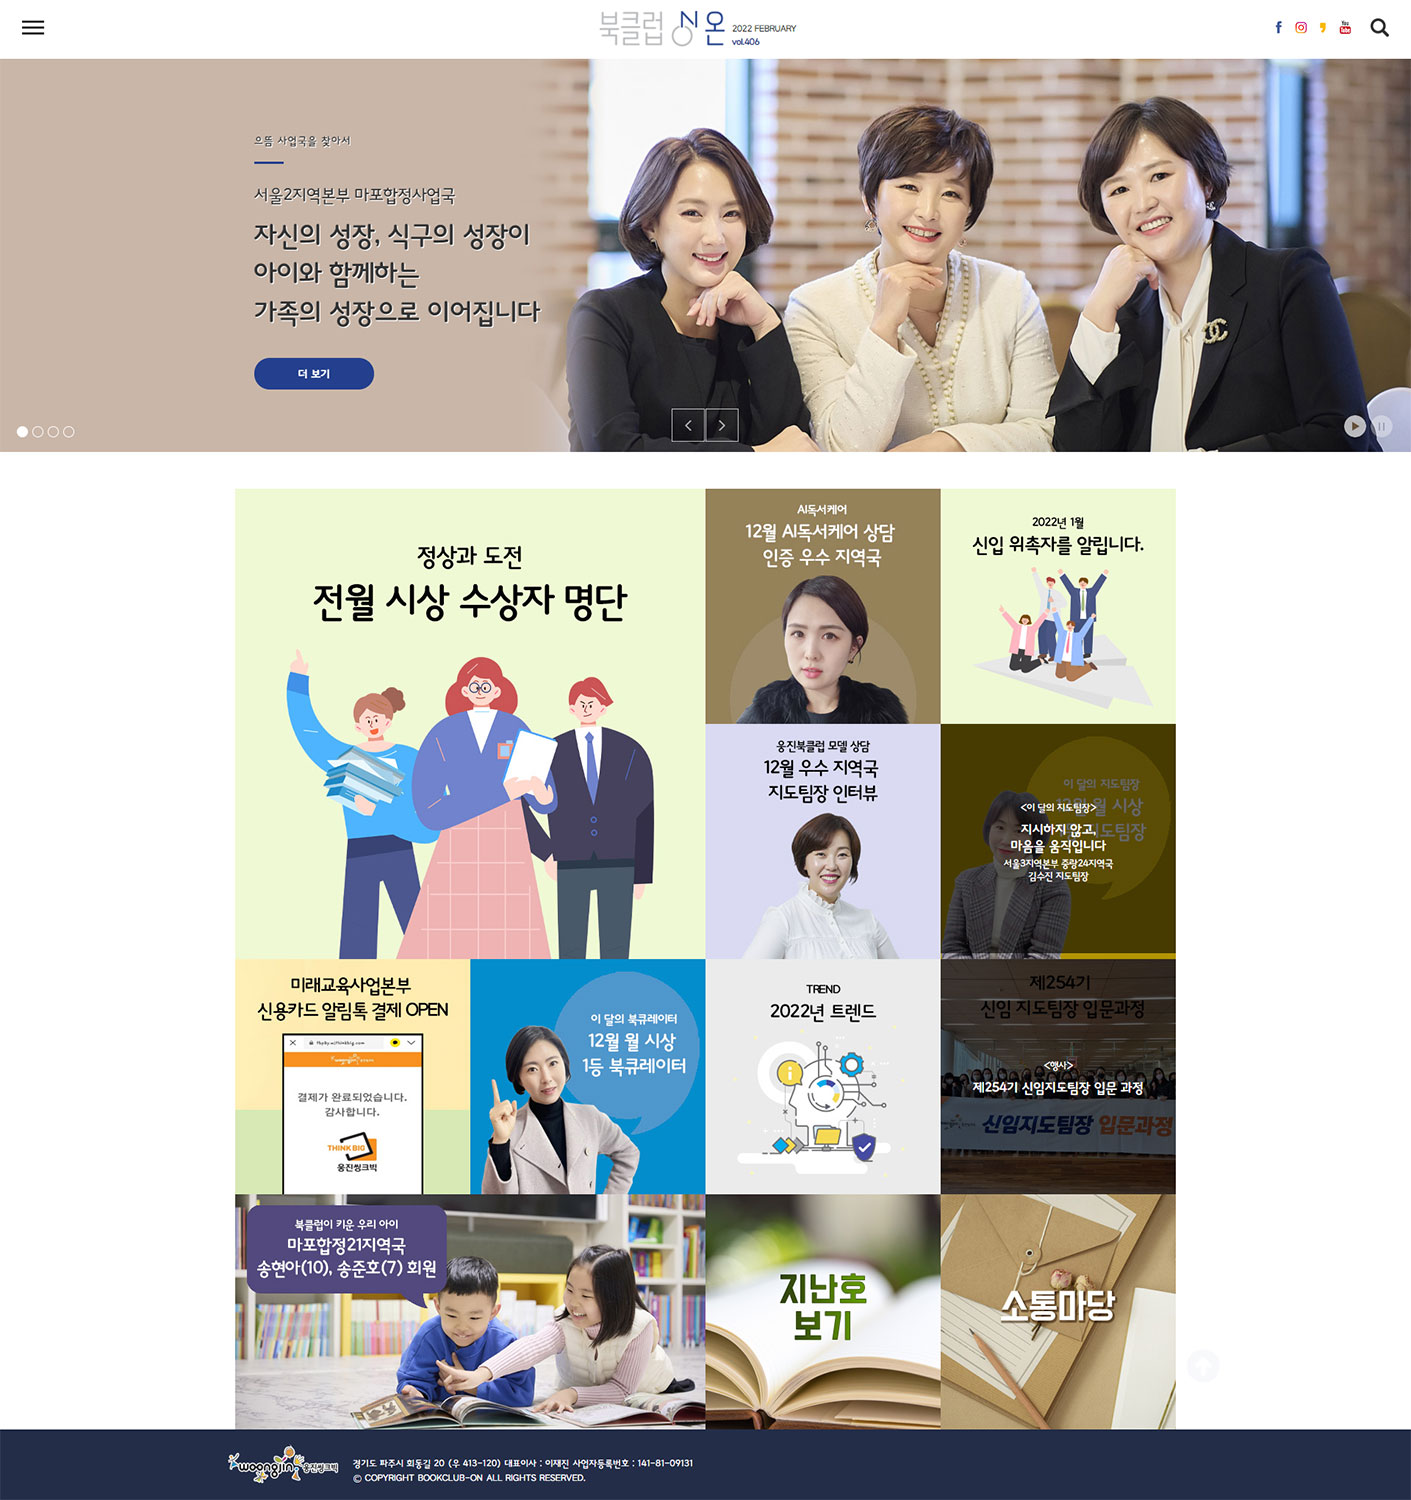 북클럽 상온 2022 FEBRUARY
vol.406
You
Tube
으뜸 사업국을 찾아서
서울2지역본부 마포합정사업국
자신의 성장, 식구의 성장이
아이와 함께하는
가족의 성장으로 이어집니다
더 보기
정상과 도전
전월 시상 수상자 명단
AI독서케어
12월 AI독서케어 상담
인증 우수 지역국
2022년 1월
신입 위촉자를 알립니다.
웅진북클럽 모델 상담
12월 우수 지역국
지도팀장 인터뷰
이 달의 지도팀장
12월 월 시상
지도팀장
<이 달의 지도팀장>
지시하지 않고,
마음을 움직입니다
서울3지역본부 중랑24지역국
김수진 지도팀장
미래교육사업본부
신용카드 알림톡 결제 OPEN
woongjin
결제가 완료되었습니다.
감사합니다.
THINK BIG
웅진씽크빅
이 달의 북큐레이터
12월 월 시상
1등 북큐레이터
TREND
2022년 트렌드
제254기
신임 지도팀장 입문과정
<행사>
제254기 신임지도팀장 입문 과정
신임지도팀장 입문과정
북클럽이 키운 우리 아이
마포합정21지역국
송현아(10), 송준호(7) 회원
지난호
보기
소통마당
woongjin 웅진씽크빅
경기도 파주시 회동길 20 (우 413-120) 대표이사 : 이재진 사업자등록번호 : 141-81-09131
© COPYRIGHT BOOKCLUB-ON ALL RIGHTS RESERVED.